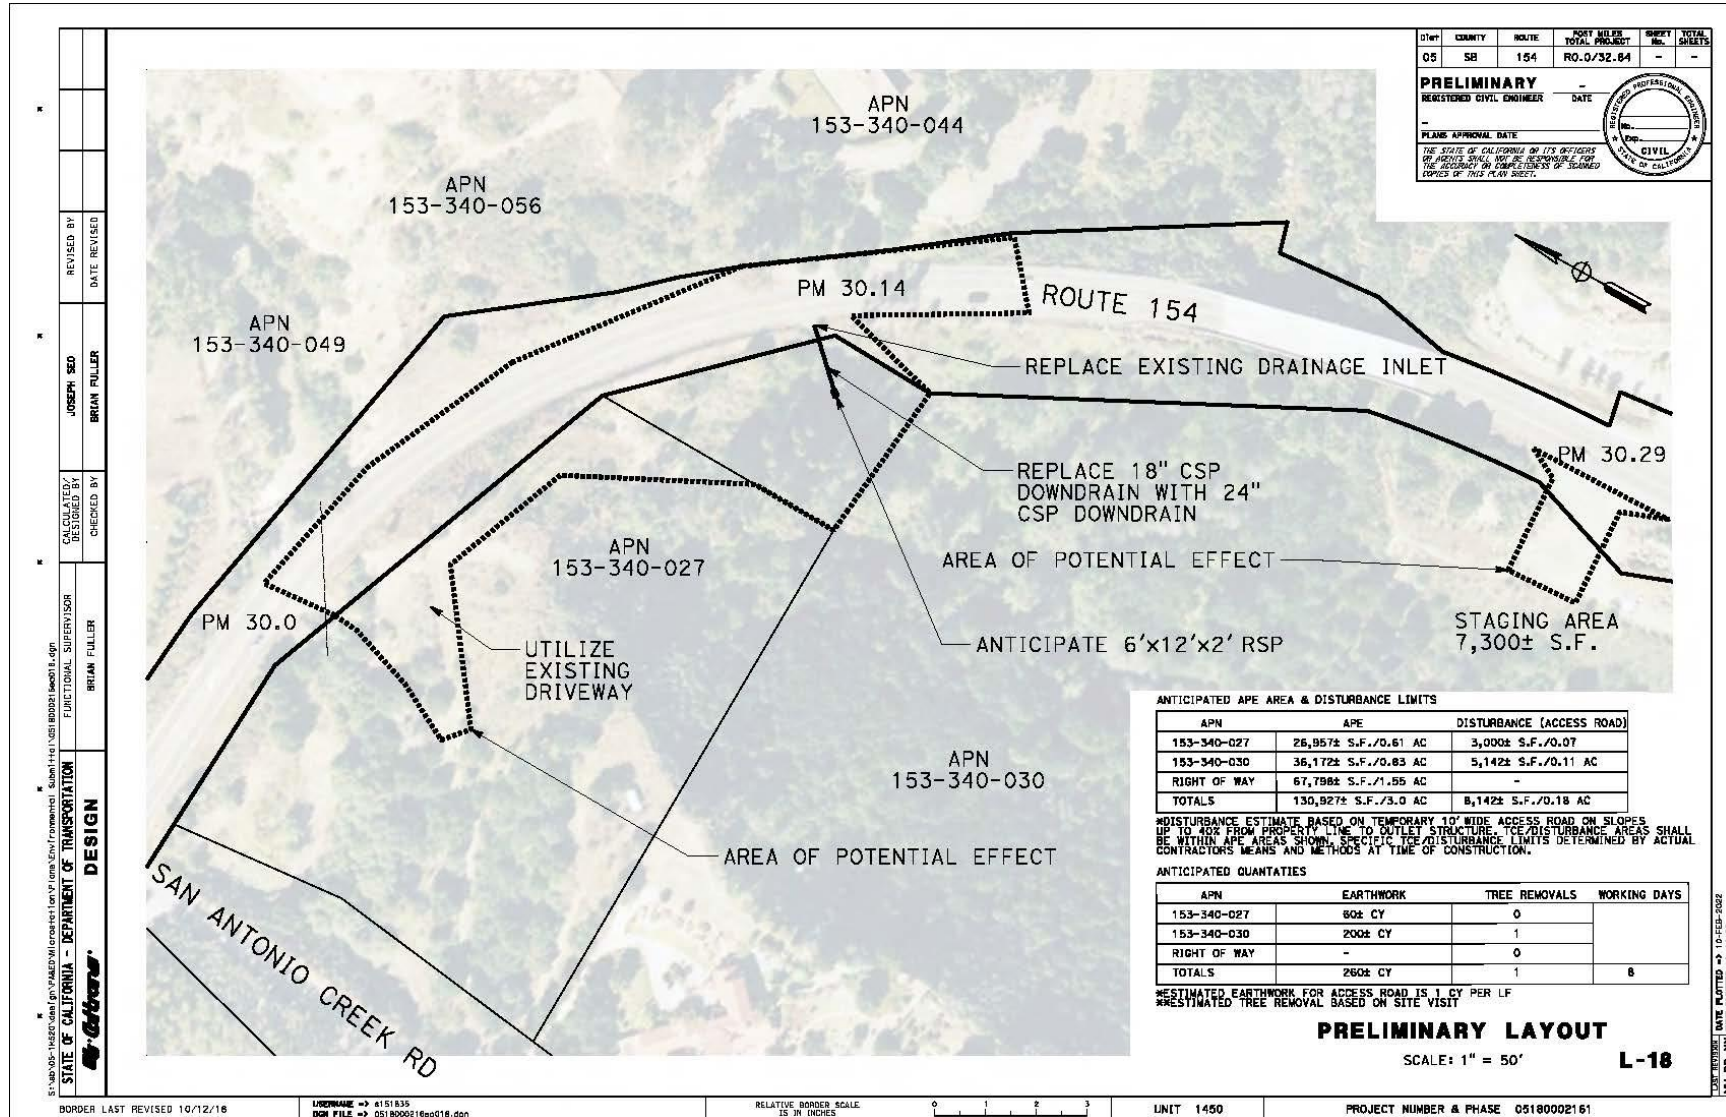 Dist COUNTY ROUTE POST MILES TOTAL PROJECT SHEET No. TOTAL SHEETS
05 SB 154 R0.0/32.84 - -
PRELIMINARY -
REGISTERED CIVIL ENGINEER DATE
-
PLANS APPROVAL DATE
THE STATE OF CALIFORNIA OR ITS OFFICERS
OR AGENTS SHALL NOT BE RESPONSIBLE FOR
THE ACCURACY OR COMPLETENESS OF SCANNED
COPIES OF THIS PLAN SHEET.
REGISTERED PROFESSIONAL ENGINEER
No.
Exp.
CIVIL
STATE OF CALIFORNIA
APN
153-340-044
APN
153-340-056
APN
153-340-049
PM 30.14
ROUTE 154
REPLACE EXISTING DRAINAGE INLET
PM 30.29
REPLACE 18" CSP
DOWNDRAIN WITH 24"
CSP DOWNDRAIN
APN
153-340-027
AREA OF POTENTIAL EFFECT
PM 30.0
UTILIZE
EXISTING
DRIVEWAY
ANTICIPATE 6'x12'x2' RSP
STAGING AREA
7,300± S.F.
APN
153-340-030
AREA OF POTENTIAL EFFECT
SAN ANTONIO CREEK RD
ANTICIPATED APE AREA & DISTURBANCE LIMITS
APN APE DISTURBANCE (ACCESS ROAD)
153-340-027 26,957± S.F./0.61 AC 3,000± S.F./0.07
153-340-030 36,172± S.F./0.83 AC 5,142± S.F./0.11 AC
RIGHT OF WAY 67,798± S.F./1.55 AC -
TOTALS 130,927± S.F./3.0 AC 8,142± S.F./0.18 AC
*DISTURBANCE ESTIMATE BASED ON TEMPORARY 10' WIDE ACCESS ROAD ON SLOPES
UP TO 40% FROM PROPERTY LINE TO OUTLET STRUCTURE. TCE/DISTURBANCE AREAS SHALL
BE WITHIN APE AREAS SHOWN. SPECIFIC TCE/DISTURBANCE LIMITS DETERMINED BY ACTUAL
CONTRACTORS MEANS AND METHODS AT TIME OF CONSTRUCTION.
ANTICIPATED QUANTATIES
APN EARTHWORK TREE REMOVALS WORKING DAYS
153-340-027 60± CY 0
153-340-030 200± CY 1
RIGHT OF WAY - 0
TOTALS 260± CY 1 8
*ESTIMATED EARTHWORK FOR ACCESS ROAD IS 1 CY PER LF
**ESTIMATED TREE REMOVAL BASED ON SITE VISIT
PRELIMINARY LAYOUT
SCALE: 1" = 50'
L-18
REVISED BY
DATE REVISED
JOSEPH SEO
BRIAN FULLER
CALCULATED/
DESIGNED BY
CHECKED BY
FUNCTIONAL SUPERVISOR
BRIAN FULLER
STATE OF CALIFORNIA - DEPARTMENT OF TRANSPORTATION
DESIGN
Caltrans
DATE PLOTTED => 10-FEB-2022
LAST REVISION
BORDER LAST REVISED 10/12/18
USERNAME => s151835
DGN FILE =>
RELATIVE BORDER SCALE
IS IN INCHES
0 1 2 3
UNIT 1450
PROJECT NUMBER & PHASE 05180002161